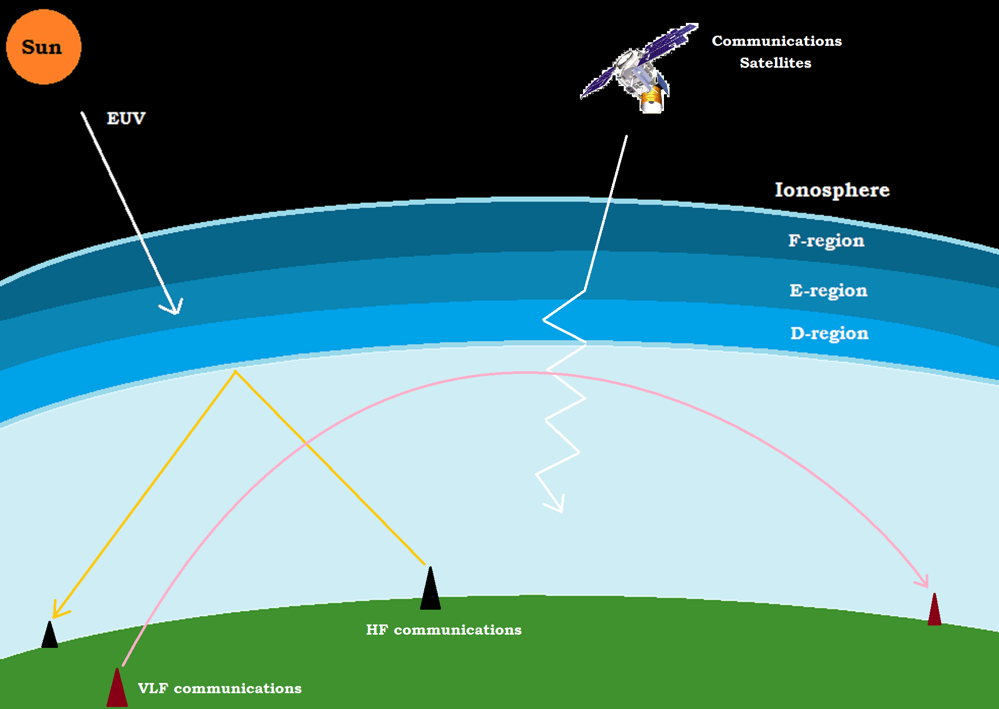 Sun
Communications
Satellites
EUV
Ionosphere
F-region
E-region
D-region
HF communications
VLF communications